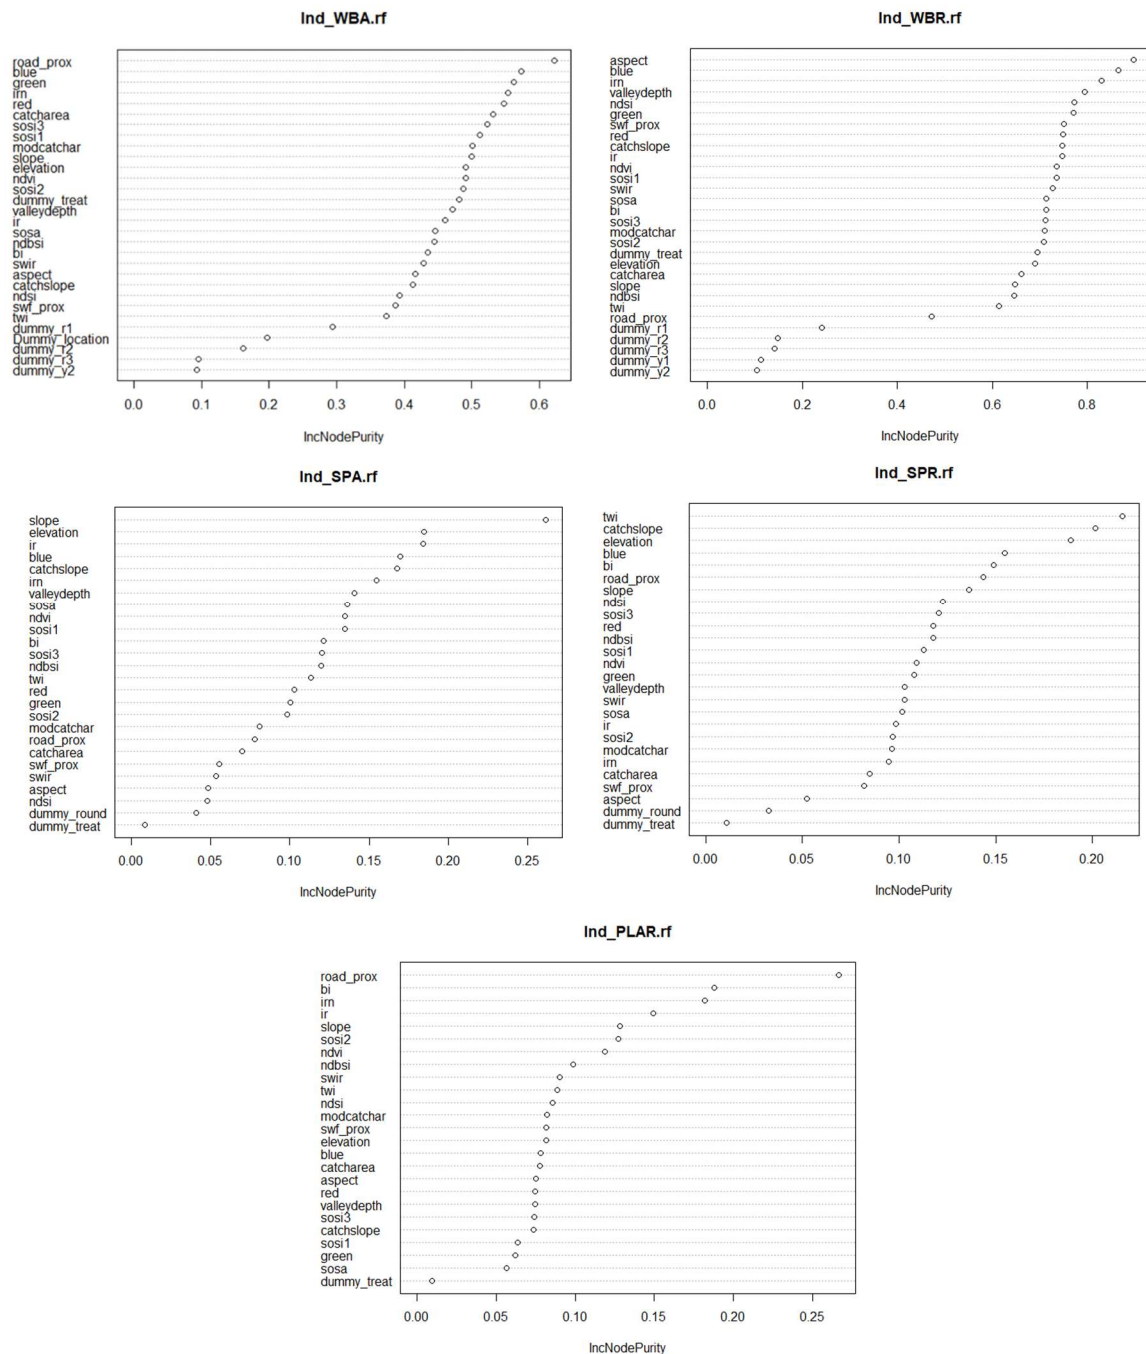 Ind_WBA.rf
road_prox
blue
green
irn
red
catcharea
sosi3
sosi1
modcatchar
slope
elevation
ndvi
sosi2
dummy_treat
valleydepth
ir
sosa
ndbsi
bi
swir
aspect
catchslope
ndsi
swf_prox
twi
dummy_r1
Dummy_location
dummy_r2
dummy_r3
dummy_y2
0.0 0.1 0.2 0.3 0.4 0.5 0.6
IncNodePurity
Ind_WBR.rf
aspect
blue
irn
valleydepth
ndsi
green
swf_prox
red
catchslope
ir
ndvi
sosi1
swir
sosa
bi
sosi3
modcatchar
sosi2
dummy_treat
elevation
catcharea
slope
ndbsi
twi
road_prox
dummy_r1
dummy_r2
dummy_r3
dummy_y1
dummy_y2
0.0 0.2 0.4 0.6 0.8
IncNodePurity
Ind_SPA.rf
slope
elevation
ir
blue
catchslope
irn
valleydepth
sosa
ndvi
sosi1
bi
sosi3
ndbsi
twi
red
green
sosi2
modcatchar
road_prox
catcharea
swf_prox
swir
aspect
ndsi
dummy_round
dummy_treat
0.00 0.05 0.10 0.15 0.20 0.25
IncNodePurity
Ind_SPR.rf
twi
catchslope
elevation
blue
bi
road_prox
slope
ndsi
sosi3
red
ndbsi
sosi1
ndvi
green
valleydepth
swir
sosa
ir
sosi2
modcatchar
irn
catcharea
swf_prox
aspect
dummy_round
dummy_treat
0.00 0.05 0.10 0.15 0.20
IncNodePurity
Ind_PLAR.rf
road_prox
bi
irn
ir
slope
sosi2
ndvi
ndbsi
swir
twi
ndsi
modcatchar
swf_prox
elevation
blue
catcharea
aspect
red
valleydepth
sosi3
catchslope
sosi1
green
sosa
dummy_treat
0.00 0.05 0.10 0.15 0.20 0.25
IncNodePurity